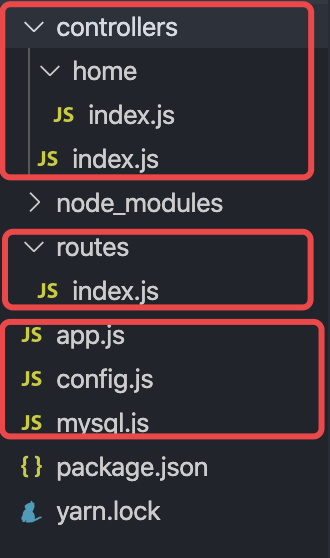 controllers
home
JS index.js
JS index.js
node_modules
routes
JS index.js
JS app.js
JS config.js
JS mysql.js
{} package.json
yarn.lock